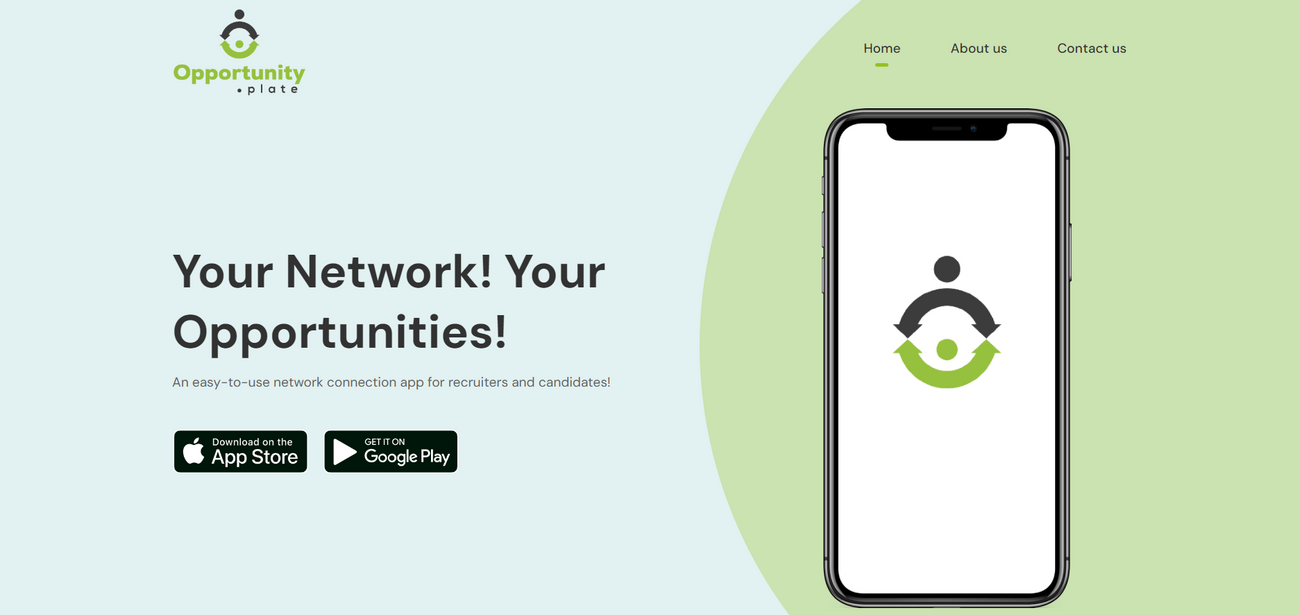 Opportunity
.plate
Home
About us
Contact us
Your Network! Your
Opportunities!
An easy-to-use network connection app for recruiters and candidates!
Download on the
App Store
GET IT ON
Google Play